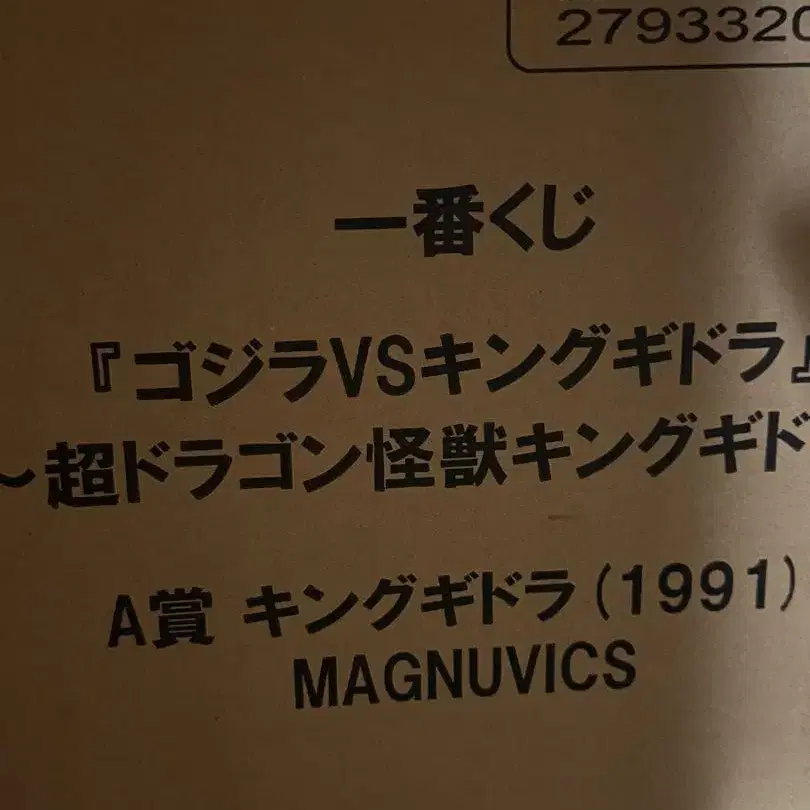 2793320
一番くじ
『ゴジラVSキングギドラ』
～超ドラゴン怪獣キングギド
A賞 キングギドラ(1991)
MAGNUVICS